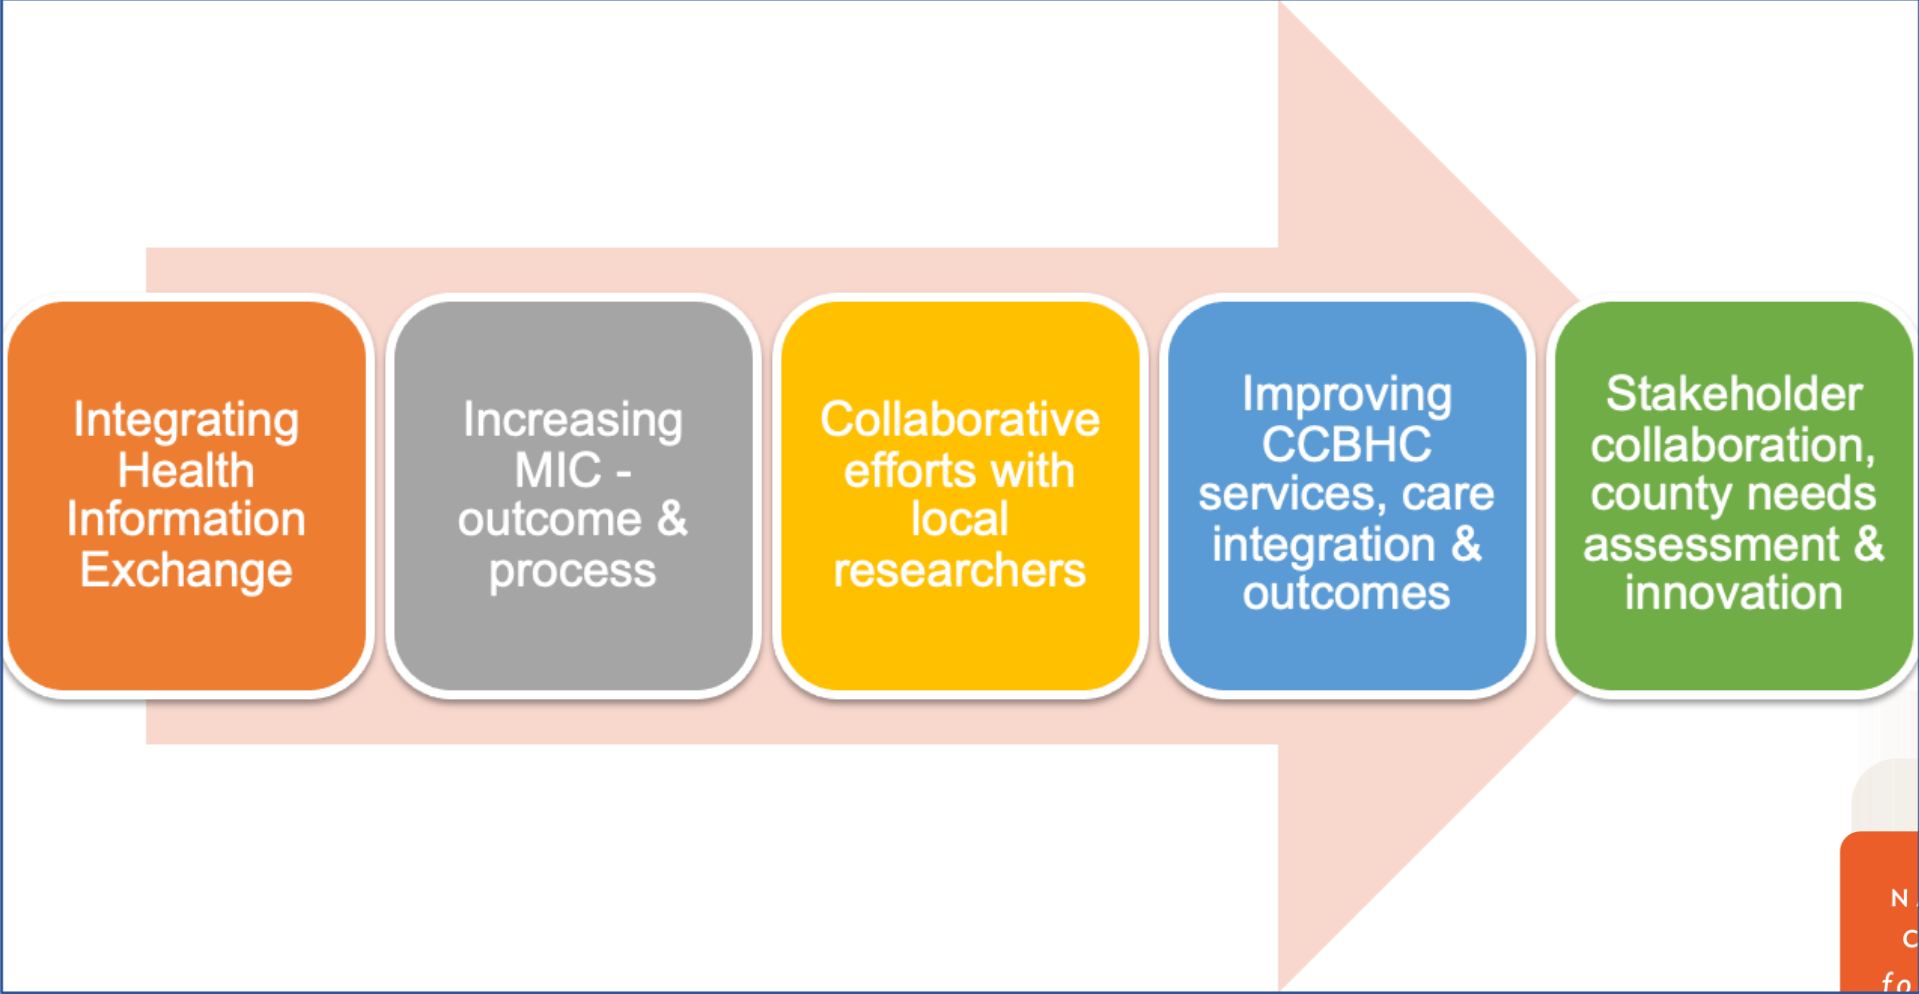 Integrating
Health
Information
Exchange
Increasing
MIC -
outcome &
process
Collaborative
efforts with
local
researchers
Improving
CCBHC
services, care
integration &
outcomes
Stakeholder
collaboration,
county needs
assessment &
innovation